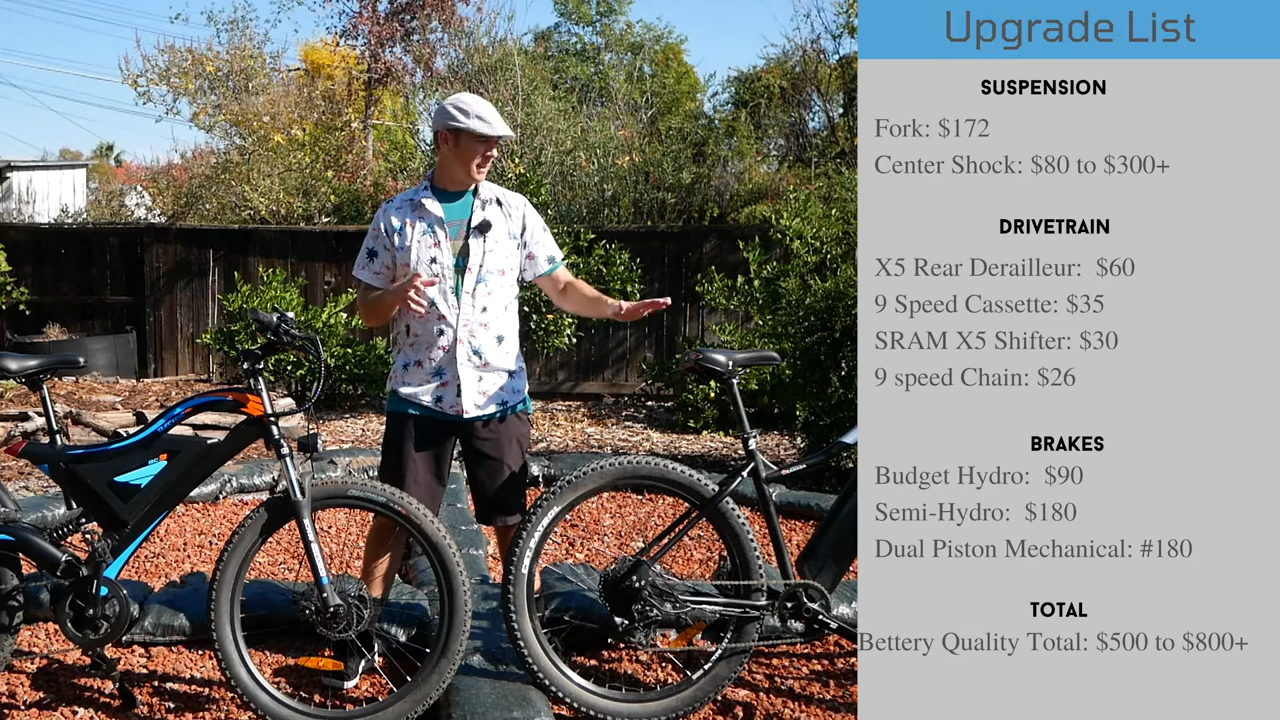 Upgrade List
SUSPENSION
Fork: $172
Center Shock: $80 to $300+
DRIVETRAIN
X5 Rear Derailleur: $60
9 Speed Cassette: $35
SRAM X5 Shifter: $30
9 speed Chain: $26
BRAKES
Budget Hydro: $90
Semi-Hydro: $180
Dual Piston Mechanical: #180
TOTAL
Bettery Quality Total: $500 to $800+